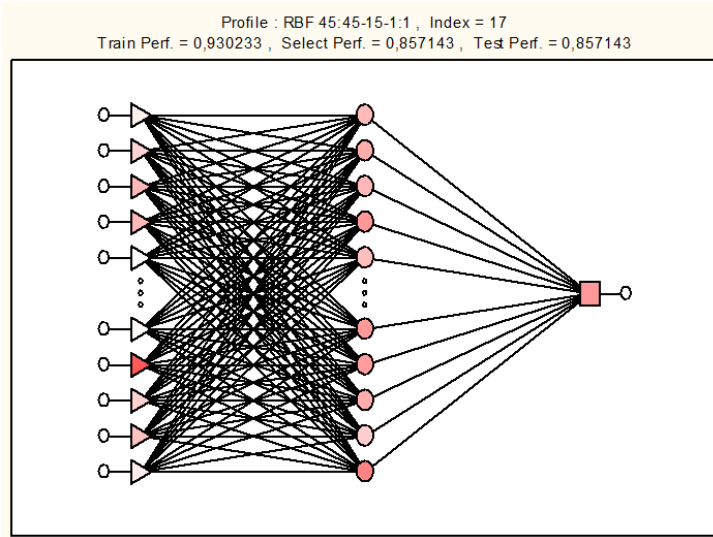 Profile : RBF 45:45-15-1:1 , Index = 17
Train Perf. = 0,930233 , Select Perf. = 0,857143 , Test Perf. = 0,857143